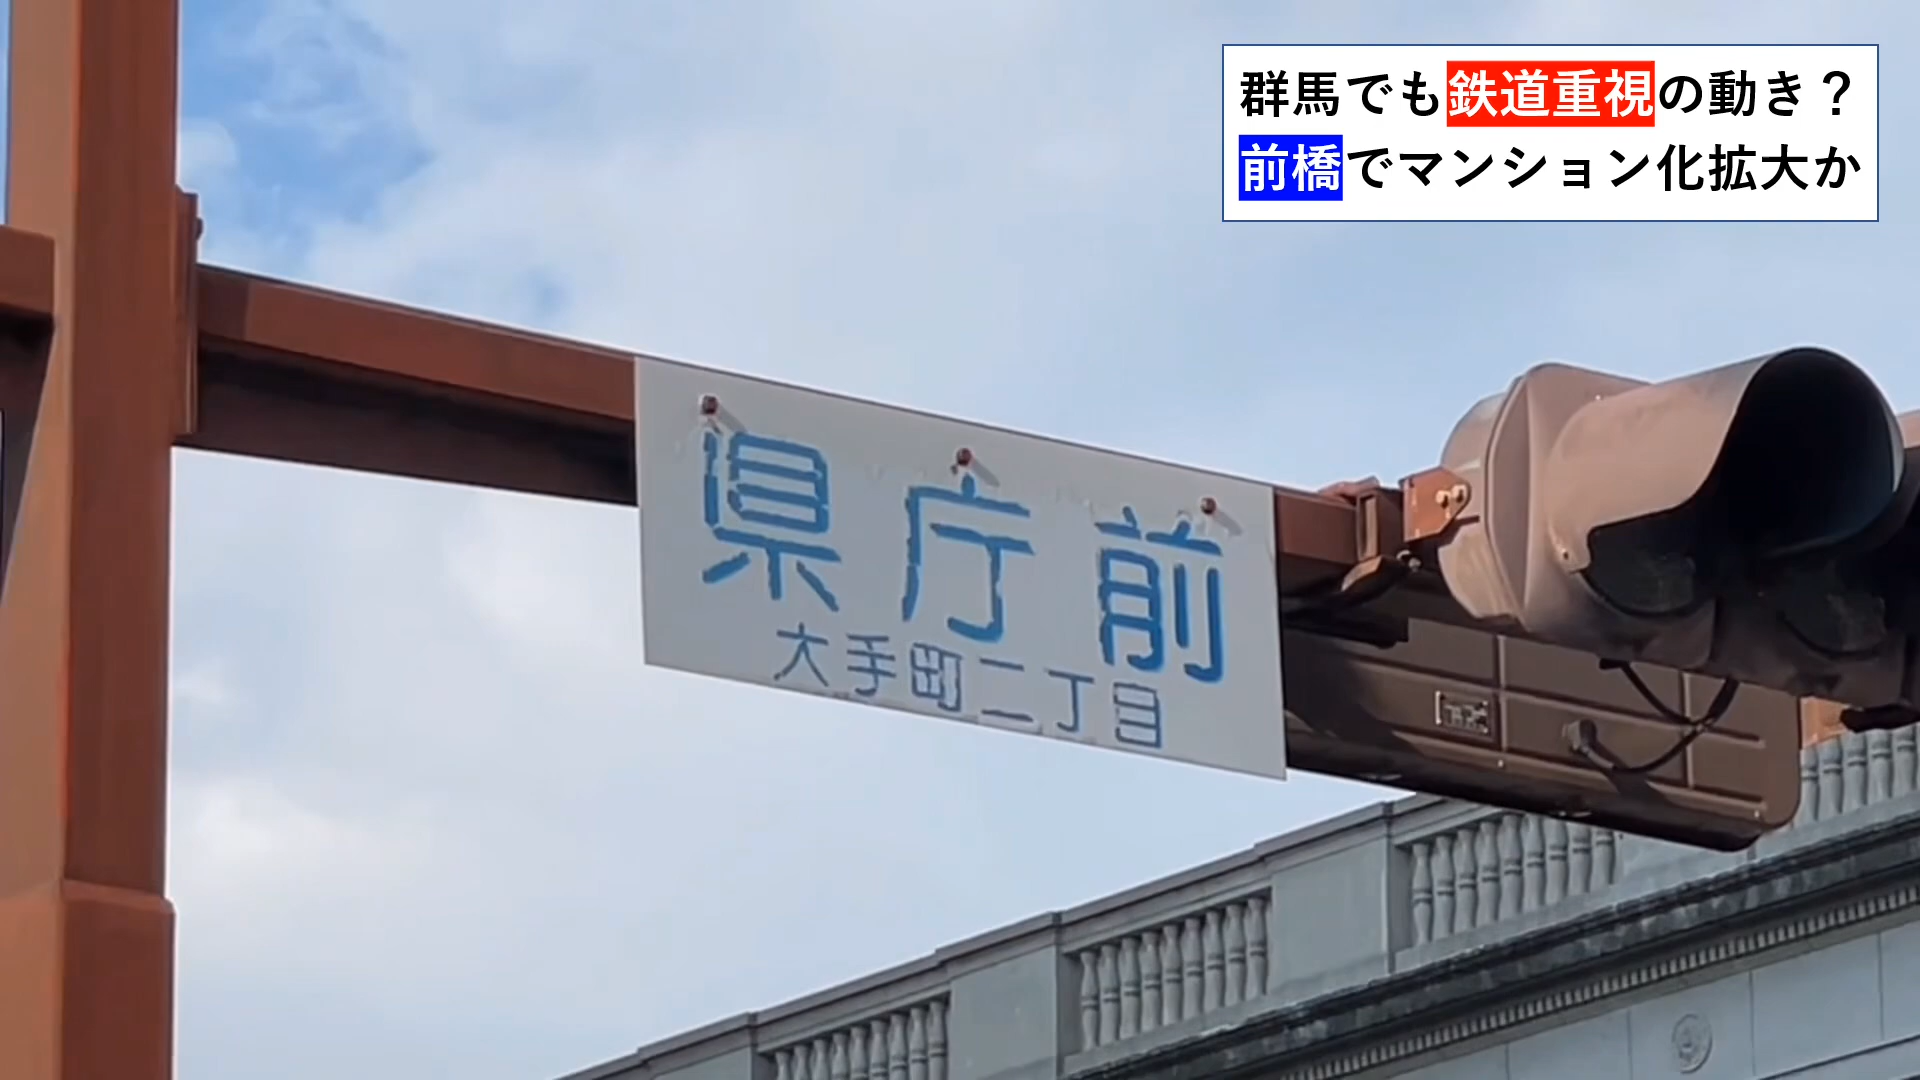 群馬でも鉄道重視の動き？
前橋でマンション化拡大か
県庁前
大手町二丁目